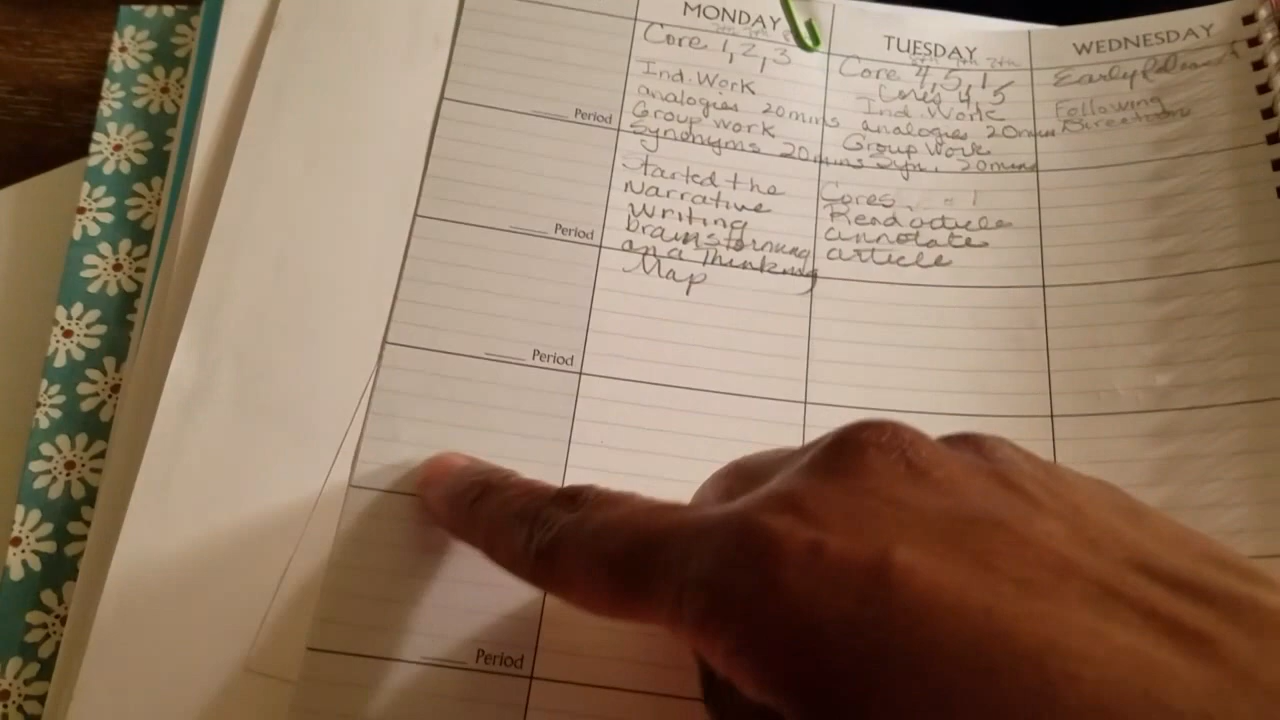 MONDAY
Core 1, 2, 3
Ind. Work
analogies 20mins
Group work
Synonyms 20mins
Started the
Narrative
Writing
brainstorming
on a Thinking
Map
TUESDAY
Core 4, 5, 1
Cores 4, 5
Ind. Work
analogies 20mins
Group Work
Syn. 20mins
Cores
Read article
annotate
article
WEDNESDAY
Early
Following
Directions
Period
Period
Period
Period